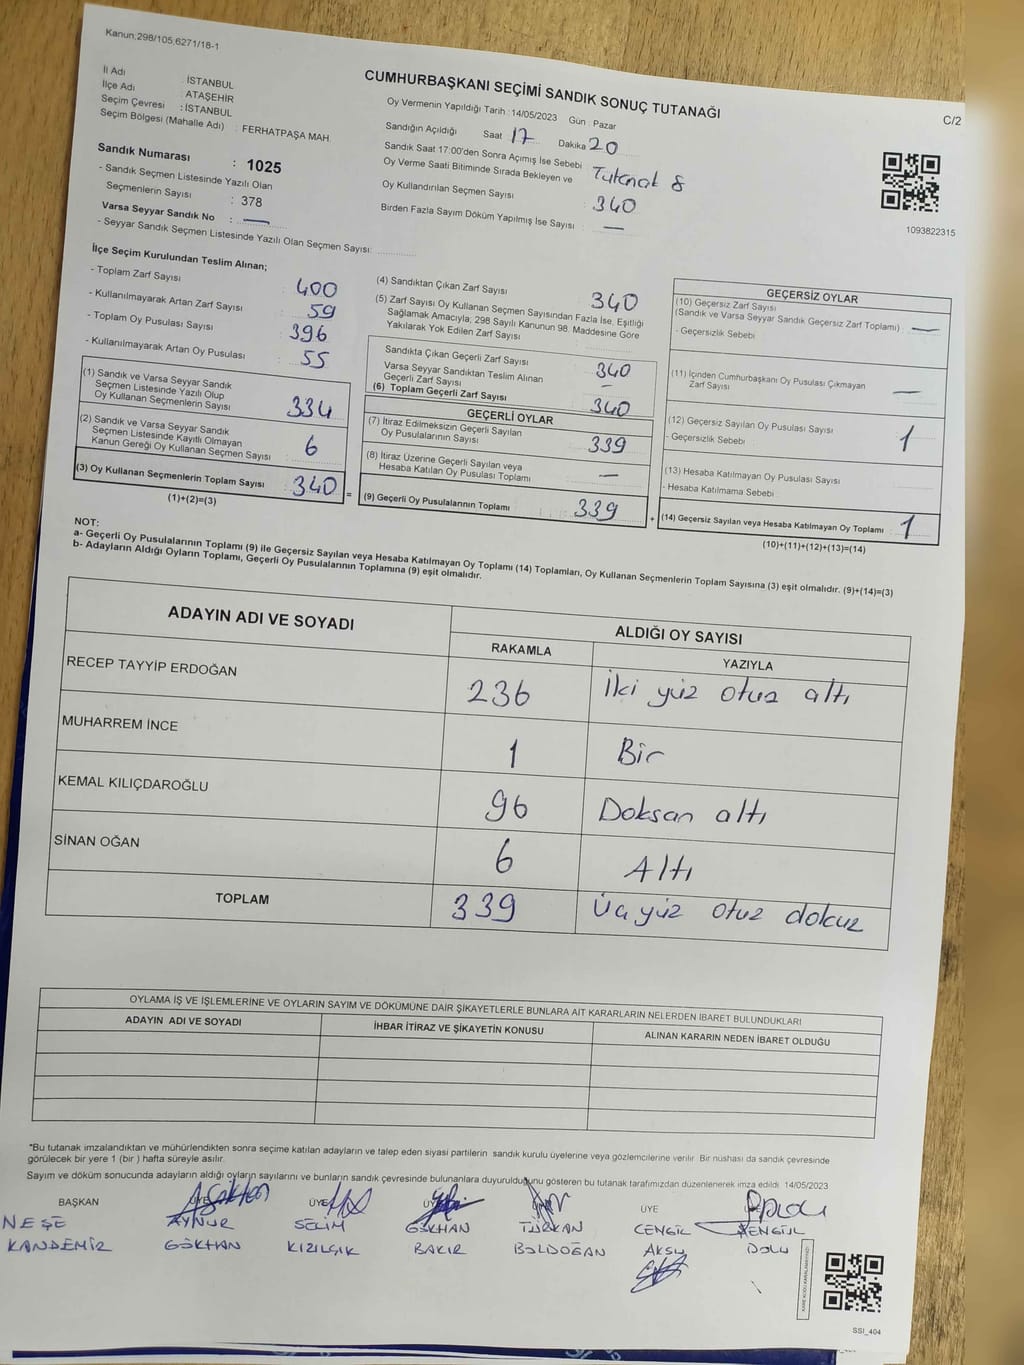 Kanun,298/105,6271/18-1
CUMHURBAŞKANI SEÇİMİ SANDIK SONUÇ TUTANAĞI
C/2
İl Adı : İSTANBUL
İlçe Adı : ATAŞEHİR
Seçim Çevresi : İSTANBUL
Seçim Bölgesi (Mahalle Adı) : FERHATPAŞA MAH.
Sandık Numarası : 1025
- Sandık Seçmen Listesinde Yazılı Olan
Seçmenlerin Sayısı : 378
Varsa Seyyar Sandık No : —
- Seyyar Sandık Seçmen Listesinde Yazılı Olan Seçmen Sayısı:
Oy Vermenin Yapıldığı Tarih : 14/05/2023 Gün : Pazar
Sandığın Açıldığı Saat 17 Dakika 20
Sandık Saat 17:00'den Sonra Açımış İse Sebebi
Oy Verme Saati Bitiminde Sırada Bekleyen ve Tutanak 8
Oy Kullandırılan Seçmen Sayısı : 340
Birden Fazla Sayım Döküm Yapılmış İse Sayısı : —
1093822315
İlçe Seçim Kurulundan Teslim Alınan;
- Toplam Zarf Sayısı : 400
- Kullanılmayarak Artan Zarf Sayısı : 59
- Toplam Oy Pusulası Sayısı : 396
- Kullanılmayarak Artan Oy Pusulası : 55
(1) Sandık ve Varsa Seyyar Sandık
Seçmen Listesinde Yazılı Olup
Oy Kullanan Seçmenlerin Sayısı 334
(2) Sandık ve Varsa Seyyar Sandık
Seçmen Listesinde Kayıtlı Olmayan
Kanun Gereği Oy Kullanan Seçmen Sayısı : 6
(3) Oy Kullanan Seçmenlerin Toplam Sayısı : 340 =
(1)+(2)=(3)
(4) Sandıktan Çıkan Zarf Sayısı : 340
(5) Zarf Sayısı Oy Kullanan Seçmen Sayısından Fazla İse, Eşitliği
Sağlamak Amacıyla, 298 Sayılı Kanunun 98. Maddesine Göre
Yakılarak Yok Edilen Zarf Sayısı :
Sandıkta Çıkan Geçerli Zarf Sayısı : 340
Varsa Seyyar Sandıktan Teslim Alınan
Geçerli Zarf Sayısı : —
(6) Toplam Geçerli Zarf Sayısı : 340
GEÇERLİ OYLAR
(7) İtiraz Edilmeksizin Geçerli Sayılan
Oy Pusulalarının Sayısı : 339
(8) İtiraz Üzerine Geçerli Sayılan veya
Hesaba Katılan Oy Pusulası Toplamı : —
(9) Geçerli Oy Pusulalarının Toplamı : 339 +
GEÇERSİZ OYLAR
(10) Geçersiz Zarf Sayısı
(Sandık ve Varsa Seyyar Sandık Geçersiz Zarf Toplamı) : —
- Geçersizlik Sebebi
(11) İçinden Cumhurbaşkanı Oy Pusulası Çıkmayan
Zarf Sayısı : —
(12) Geçersiz Sayılan Oy Pusulası Sayısı : 1
- Geçersizlik Sebebi
(13) Hesaba Katılmayan Oy Pusulası Sayısı :
- Hesaba Katılmama Sebebi
(14) Geçersiz Sayılan veya Hesaba Katılmayan Oy Toplamı : 1
(10)+(11)+(12)+(13)=(14)
NOT:
a- Geçerli Oy Pusulalarının Toplamı (9) ile Geçersiz Sayılan veya Hesaba Katılmayan Oy Toplamı (14) Toplamları, Oy Kullanan Seçmenlerin Toplam Sayısına (3) eşit olmalıdır. (9)+(14)=(3)
b- Adayların Aldığı Oyların Toplamı, Geçerli Oy Pusulalarının Toplamına (9) eşit olmalıdır.
ADAYIN ADI VE SOYADI ALDIĞI OY SAYISI
RAKAMLA YAZIYLA
RECEP TAYYİP ERDOĞAN 236 İki yüz otuz altı
MUHARREM İNCE 1 Bir
KEMAL KILIÇDAROĞLU 96 Doksan altı
SİNAN OĞAN 6 Altı
TOPLAM 339 Üç yüz otuz dokuz
OYLAMA İŞ VE İŞLEMLERİNE VE OYLARIN SAYIM VE DÖKÜMÜNE DAİR ŞİKAYETLERLE BUNLARA AİT KARARLARIN NELERDEN İBARET BULUNDUKLARI
ADAYIN ADI VE SOYADI İHBAR İTİRAZ VE ŞİKAYETİN KONUSU ALINAN KARARIN NEDEN İBARET OLDUĞU
*Bu tutanak imzalandıktan ve mühürlendikten sonra seçime katılan adayların ve talep eden siyasi partilerin sandık kurulu üyelerine veya gözlemcilerine verilir. Bir nüshası da sandık çevresinde
görülecek bir yere 1 (bir ) hafta süreyle asılır.
Sayım ve döküm sonucunda adayların aldığı oyların sayılarını ve bunların sandık çevresinde bulunanlara duyurulduğunu gösteren bu tutanak tarafımızdan düzenlenerek imza edildi. 14/05/2023
BAŞKAN ÜYE ÜYE ÜYE ÜYE ÜYE
NEŞE AYNUR SELİM GÖKHAN TÜRKAN CENGİL ŞENGÜL
KANDEMİR GÖKHAN KIZILIŞIK BAKIR AKSU DOLU
KARE KODU KARALAMAYINIZ!
SSİ_404